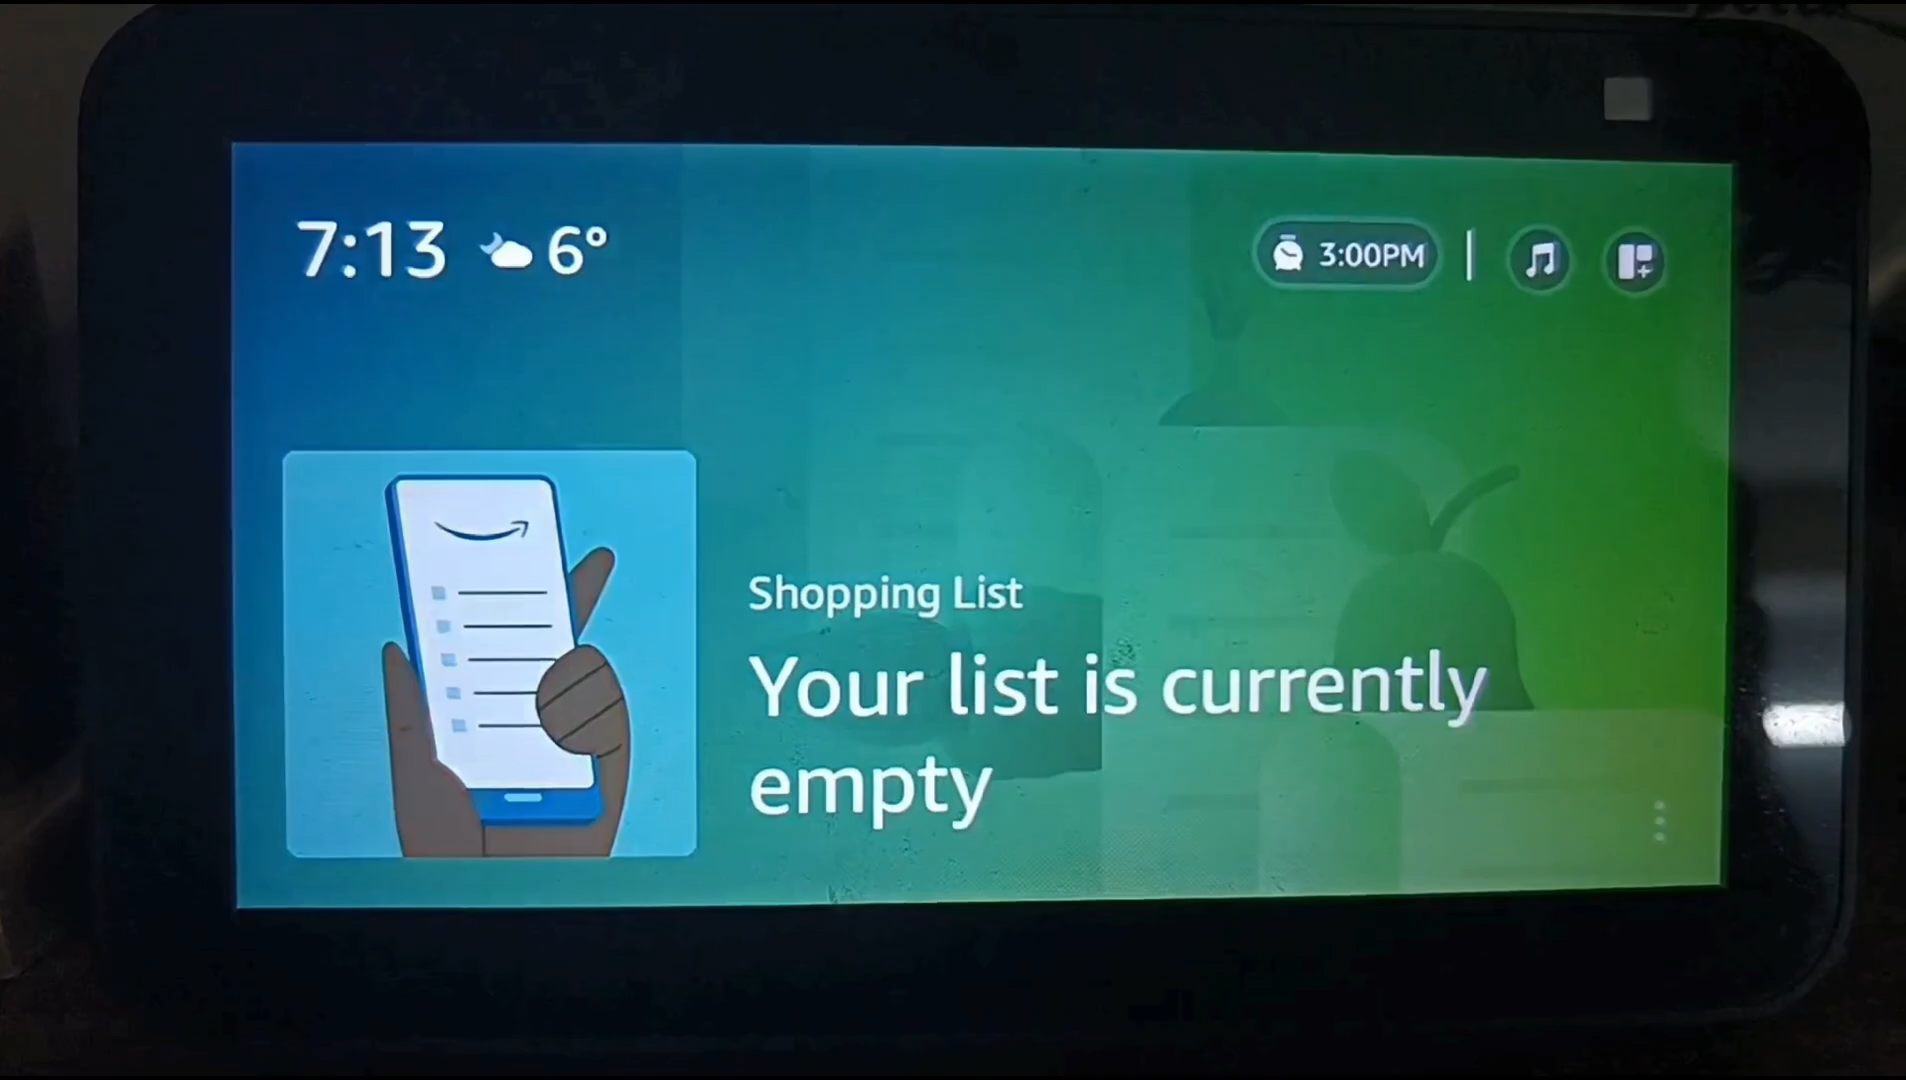 7:13 6°
3:00PM
Shopping List
Your list is currently
empty